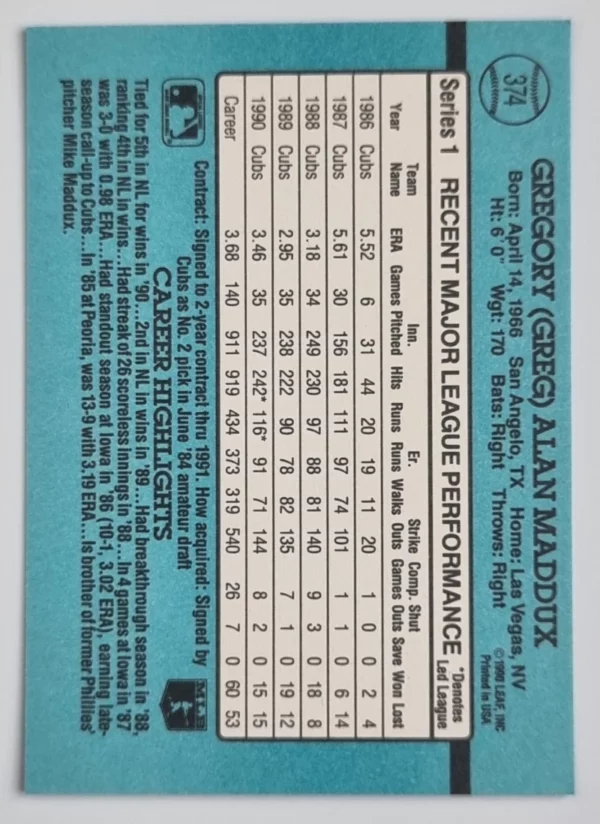 374
GREGORY (GREG) ALAN MADDUX
Born: April 14, 1966 San Angelo, TX Home: Las Vegas, NV
Ht: 6' 0" Wgt: 170 Bats: Right Throws: Right
©1990 LEAF, INC.
Printed in USA
Series 1 RECENT MAJOR LEAGUE PERFORMANCE *Denotes
Led League
Team Inn. Er. Strike Comp. Shut
Year Name ERA Games Pitched Hits Runs Runs Walks Outs Games Outs Save Won Lost
1986 Cubs 5.52 6 31 44 20 19 11 20 1 0 0 2 4
1987 Cubs 5.61 30 156 181 111 97 74 101 1 1 0 6 14
1988 Cubs 3.18 34 249 230 97 88 81 140 9 3 0 18 8
1989 Cubs 2.95 35 238 222 90 78 82 135 7 1 0 19 12
1990 Cubs 3.46 35 237 242* 116* 91 71 144 8 2 0 15 15
Career 3.68 140 911 919 434 373 319 540 26 7 0 60 53
Contract: Signed to 2-year contract thru 1991. How acquired: Signed by
Cubs as No. 2 pick in June '84 amateur draft
MLB
CAREER HIGHLIGHTS
Tied for 5th in NL for wins in '90...2nd in NL in wins in '89...Had breakthrough season in '88,
ranking 4th in NL in wins...Had streak of 26 scoreless innings in '88...In 4 games at Iowa in '87
was 3-0 with 0.98 ERA...Had standout season at Iowa in '86 (10-1, 3.02 ERA), earning late-
season call-up to Cubs...In '85 at Peoria, was 13-9 with 3.19 ERA...Is brother of former Phillies'
pitcher Mike Maddux.